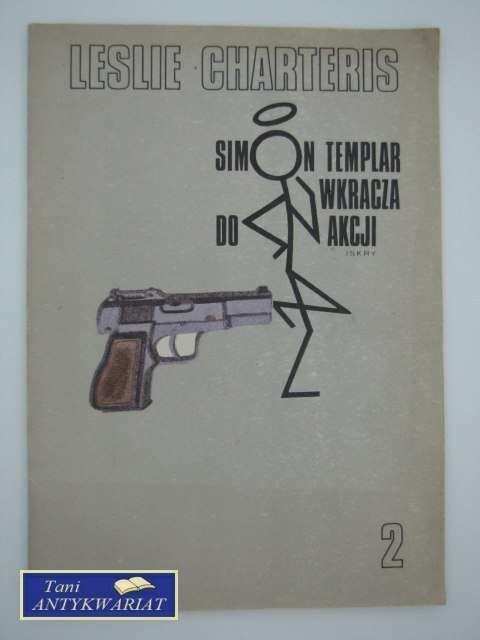 LESLIE CHARTERIS
SIMON TEMPLAR
WKRACZA
DO AKCJI
ISKRY
2
Tani
ANTYKWARIAT